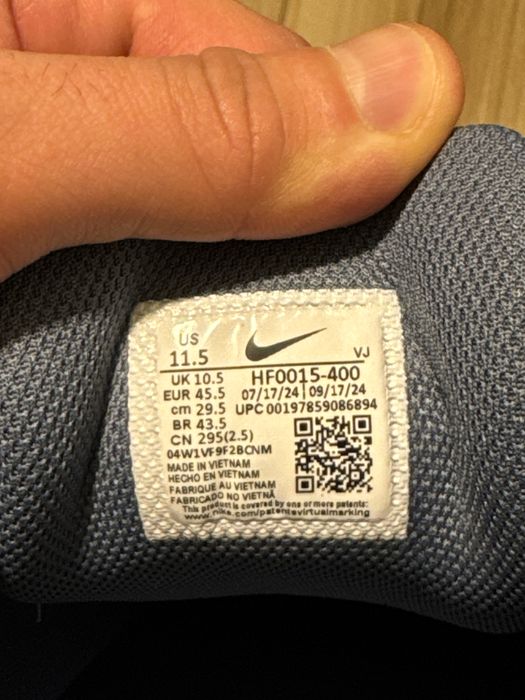 US
11.5
VJ
UK 10.5
HF0015-400
EUR 45.5
07/17/24 | 09/17/24
cm 29.5
UPC 00197859086894
BR 43.5
CN 295(2.5)
04W1VF9F2BCNM
MADE IN VIETNAM
HECHO EN VIETNAM
FABRIQUE AU VIETNAM
FABRICADO NO VIETNÃ
This product is covered by one or more patents:
www.nike.com/patentsvirtualmarking